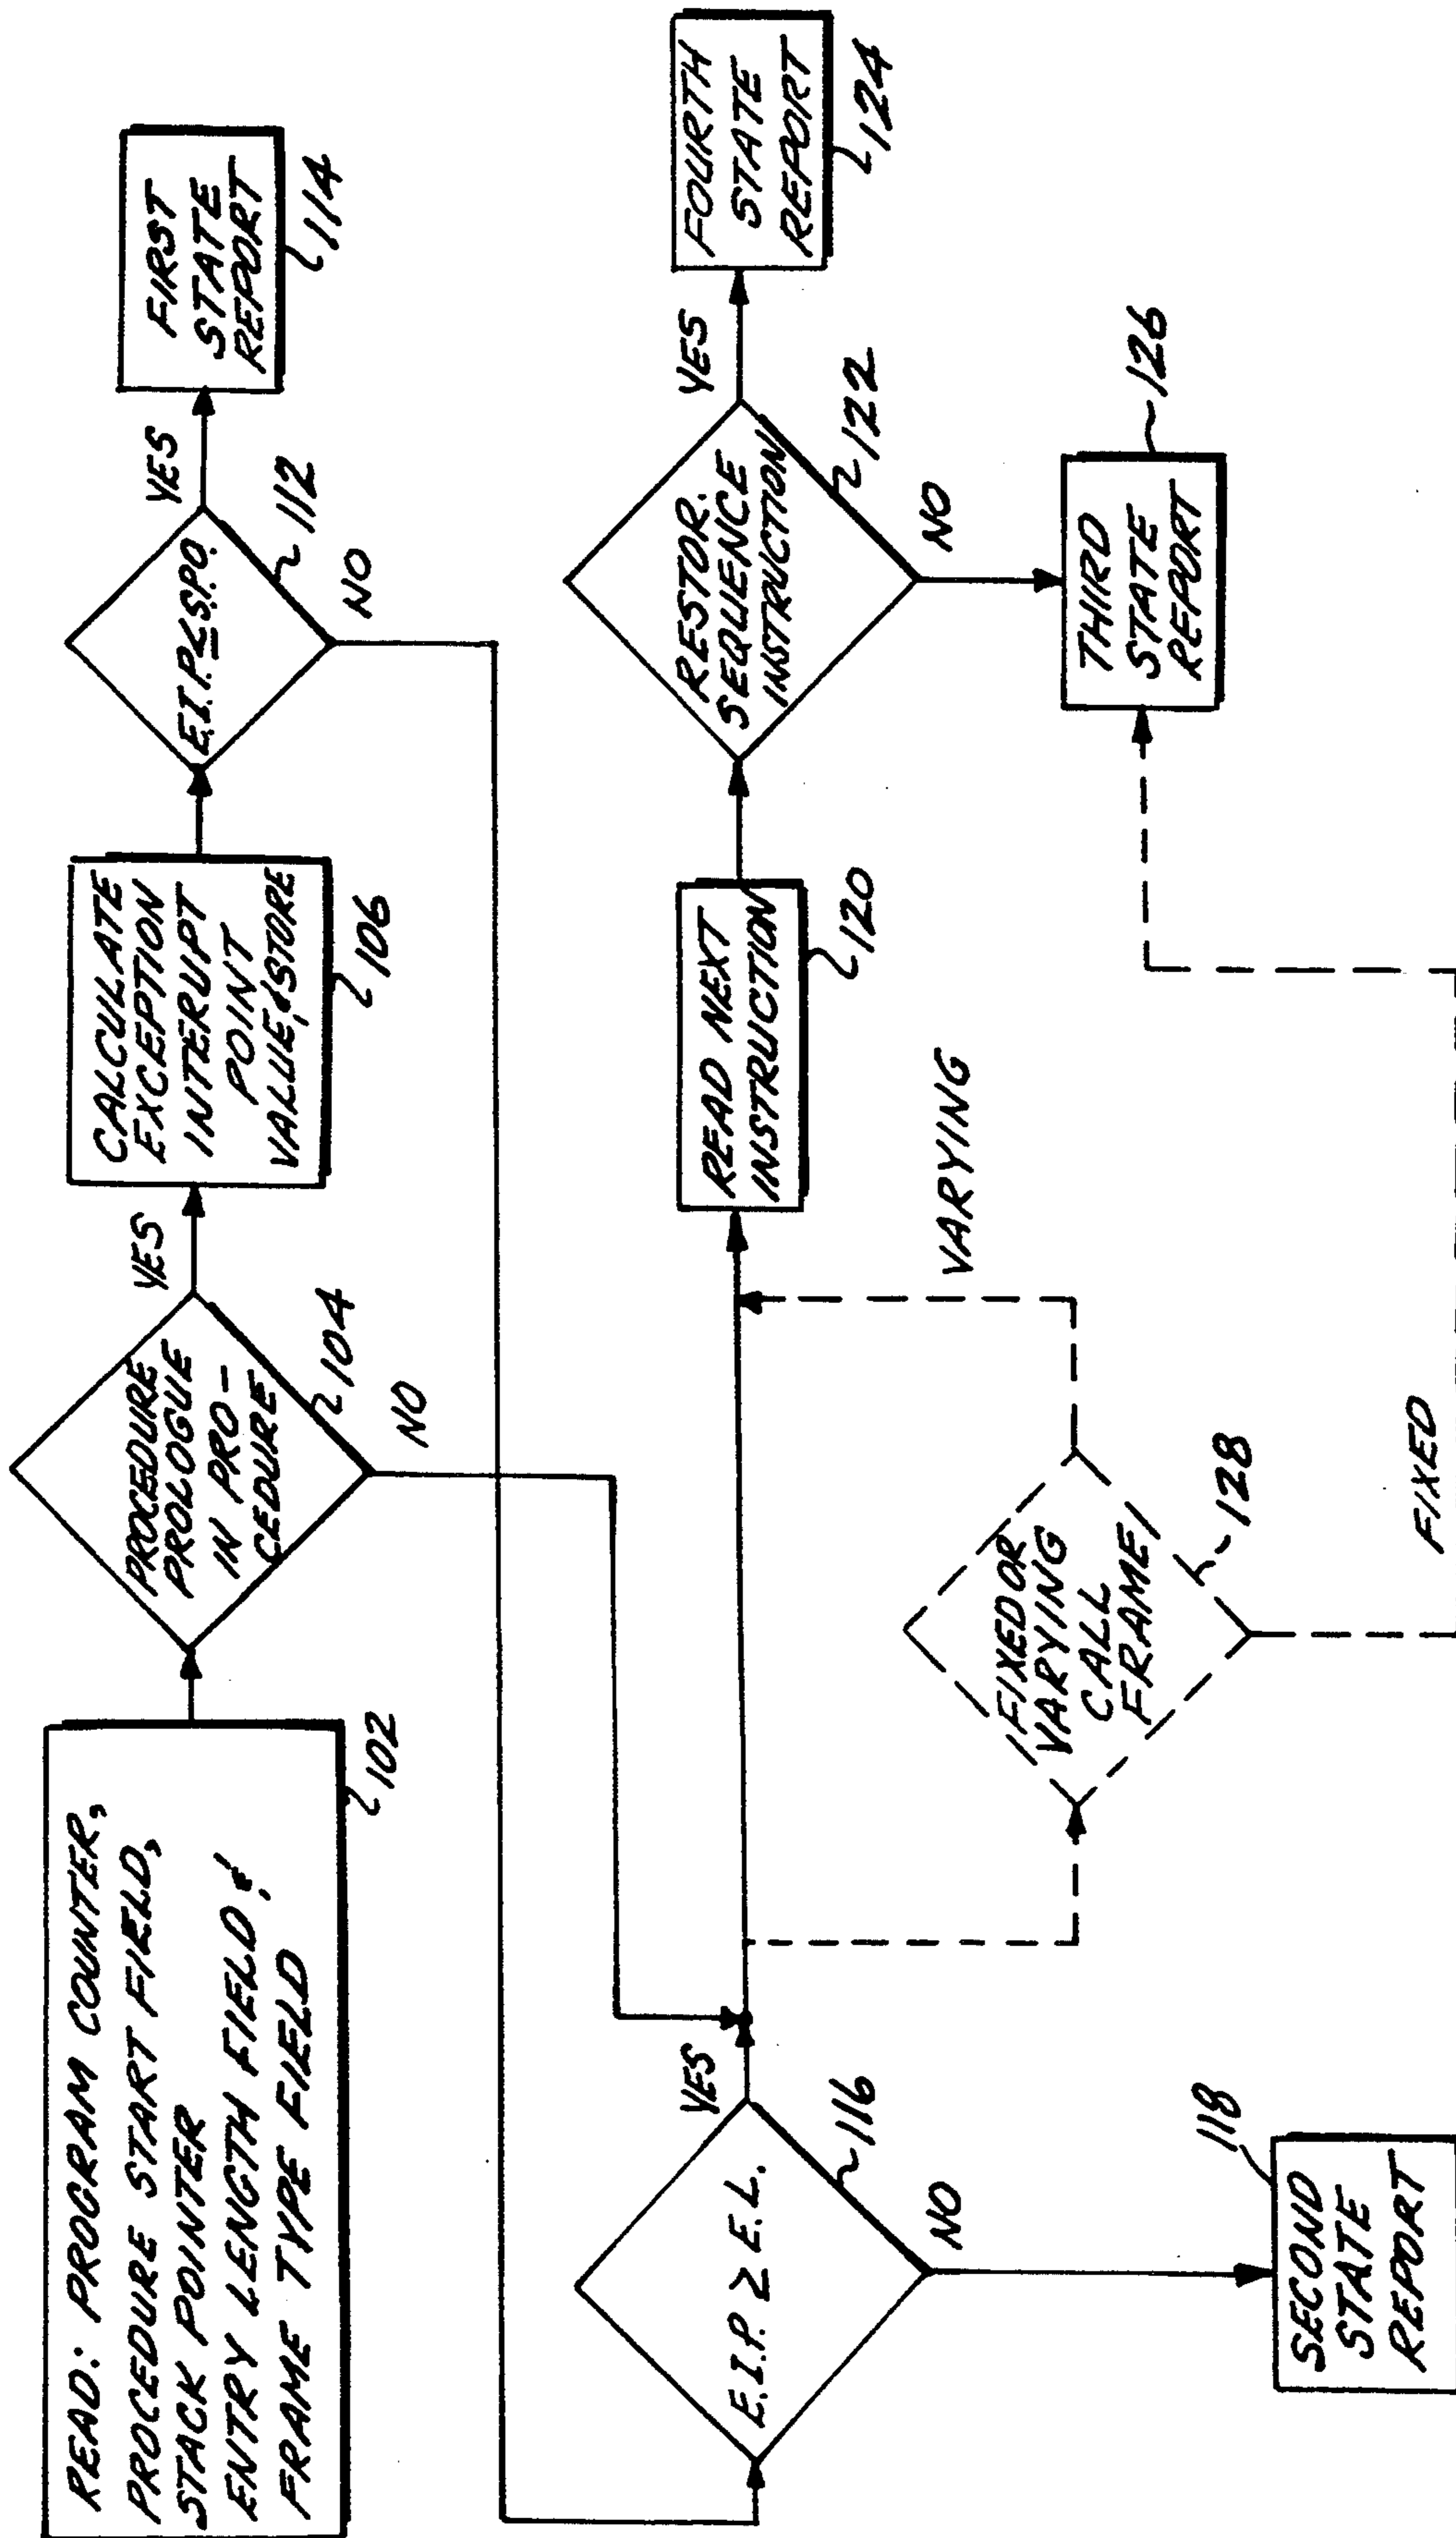 READ: PROGRAM COUNTER,
PROCEDURE START FIELD,
STACK POINTER
ENTRY LENGTH FIELD &
FRAME TYPE FIELD
102
PROCEDURE
PROLOGUE
IN PRO-
CEDURE
104
YES
NO
CALCULATE
EXCEPTION
INTERUPT
POINT
VALUE, & STORE
106
E.I.P. ≤ S.P.O.
112
YES
NO
FIRST
STATE
REPORT
114
E.I.P. ≥ E.L.
116
YES
NO
SECOND
STATE
REPORT
118
READ NEXT
INSTRUCTION
120
RESTOR.
SEQUENCE
INSTRUCTION
122
YES
NO
FOURTH
STATE
REPORT
124
THIRD
STATE
REPORT
126
FIXED OR
VARYING
CALL
FRAME
128
VARYING
FIXED